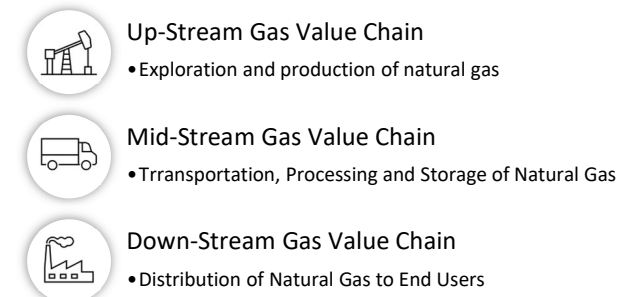 Up-Stream Gas Value Chain
•Exploration and production of natural gas
Mid-Stream Gas Value Chain
•Trransportation, Processing and Storage of Natural Gas
Down-Stream Gas Value Chain
•Distribution of Natural Gas to End Users